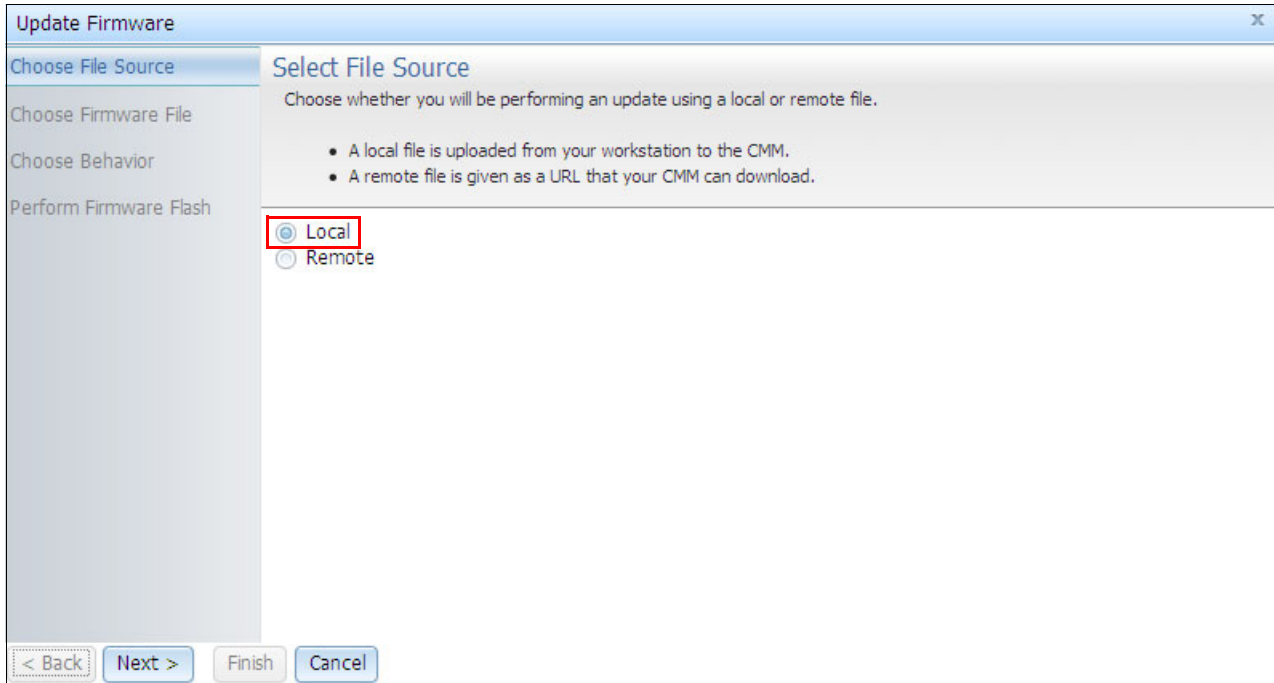 Update Firmware
x
Choose File Source
Choose Firmware File
Choose Behavior
Perform Firmware Flash
Select File Source
Choose whether you will be performing an update using a local or remote file.
• A local file is uploaded from your workstation to the CMM.
• A remote file is given as a URL that your CMM can download.
Local
Remote
< Back Next > Finish Cancel